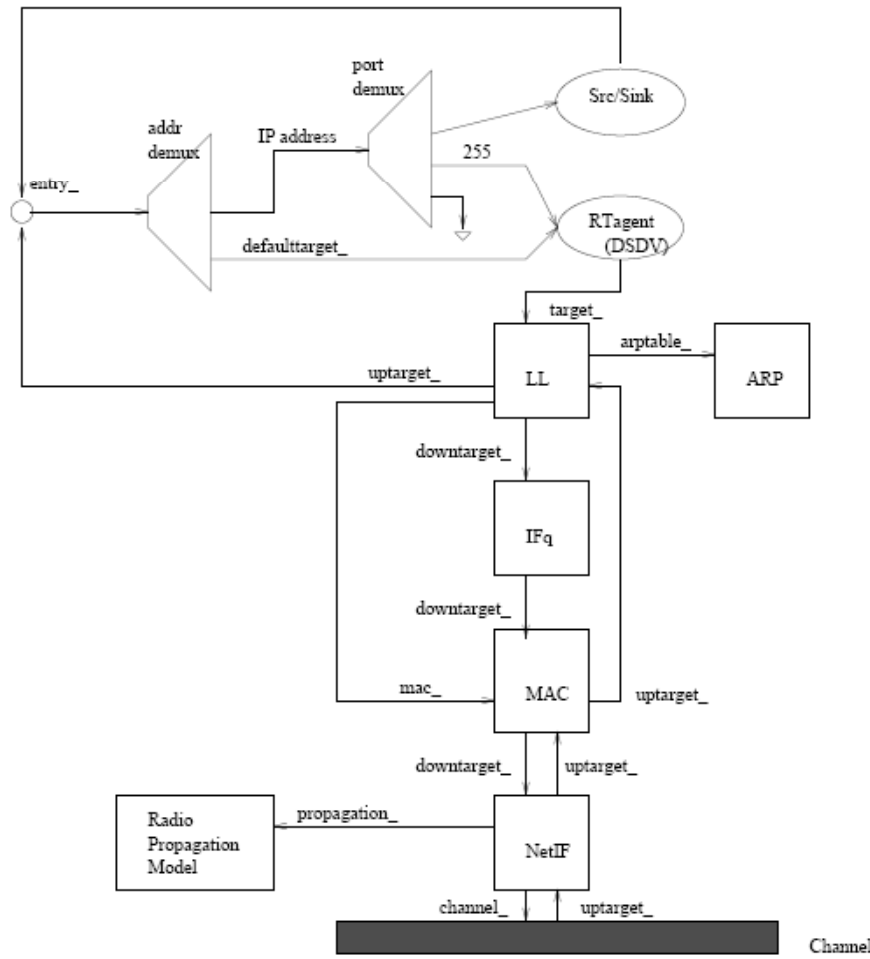 port
demux
Src/Sink
addr
demux
IP address
255
entry_
RTagent
(DSDV)
defaulttarget_
target_
arptable_
uptarget_
LL
ARP
downtarget_
IFq
downtarget_
mac_
MAC
uptarget_
downtarget_
uptarget_
propagation_
Radio
Propagation
Model
NetIF
channel_
uptarget_
Channel